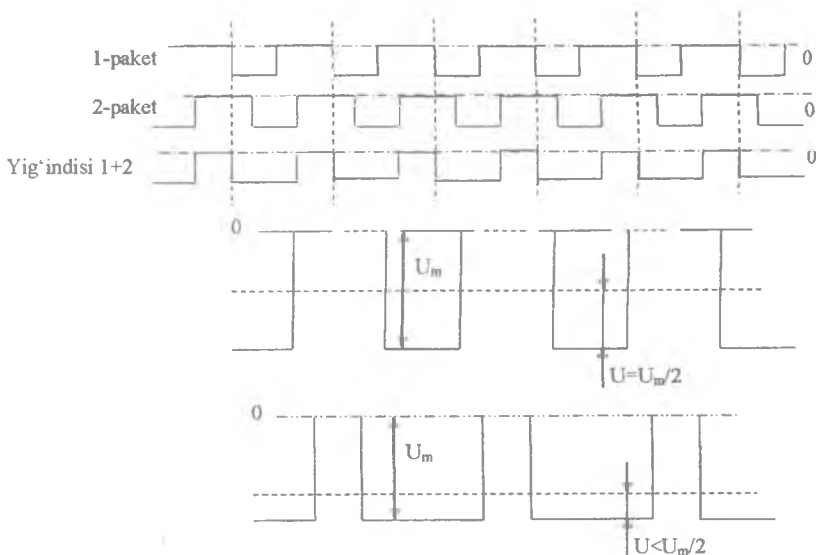 1-paket 0
2-paket 0
Yig‘indisi 1+2 0
0
Uₘ
U=Uₘ/2
0
Uₘ
U<Uₘ/2